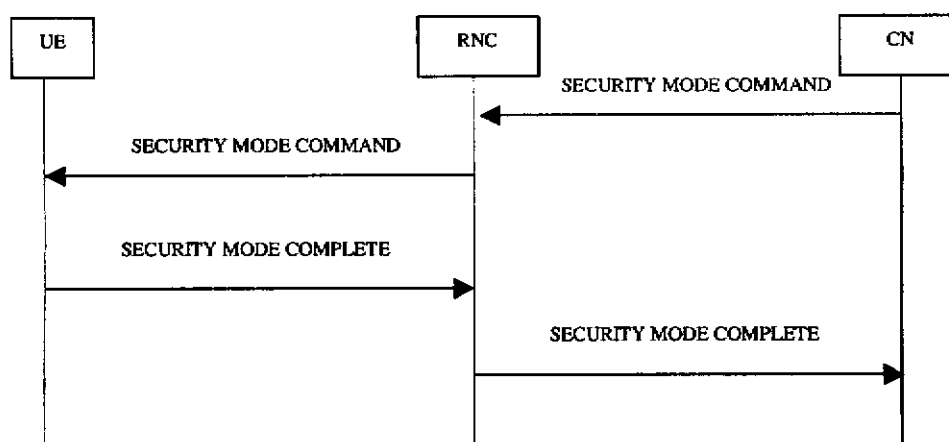 UE
RNC
CN
SECURITY MODE COMMAND
SECURITY MODE COMMAND
SECURITY MODE COMPLETE
SECURITY MODE COMPLETE